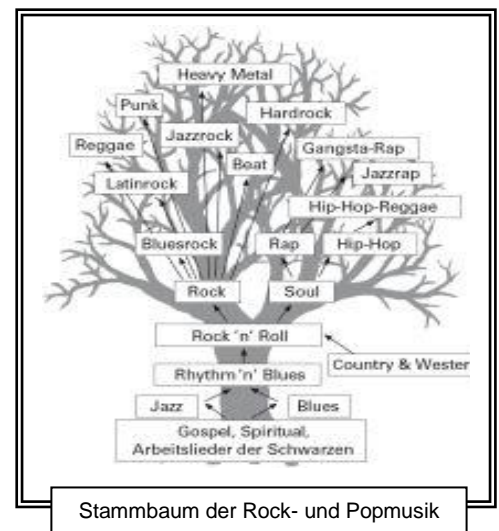 Heavy Metal
Punk
Hardrock
Jazzrock
Reggae
Gangsta-Rap
Beat
Jazzrap
Latinrock
Hip-Hop-Reggae
Bluesrock
Rap
Hip-Hop
Rock
Soul
Rock 'n' Roll
Country & Wester
Rhythm 'n' Blues
Jazz
Blues
Gospel, Spiritual,
Arbeitslieder der Schwarzen
Stammbaum der Rock- und Popmusik